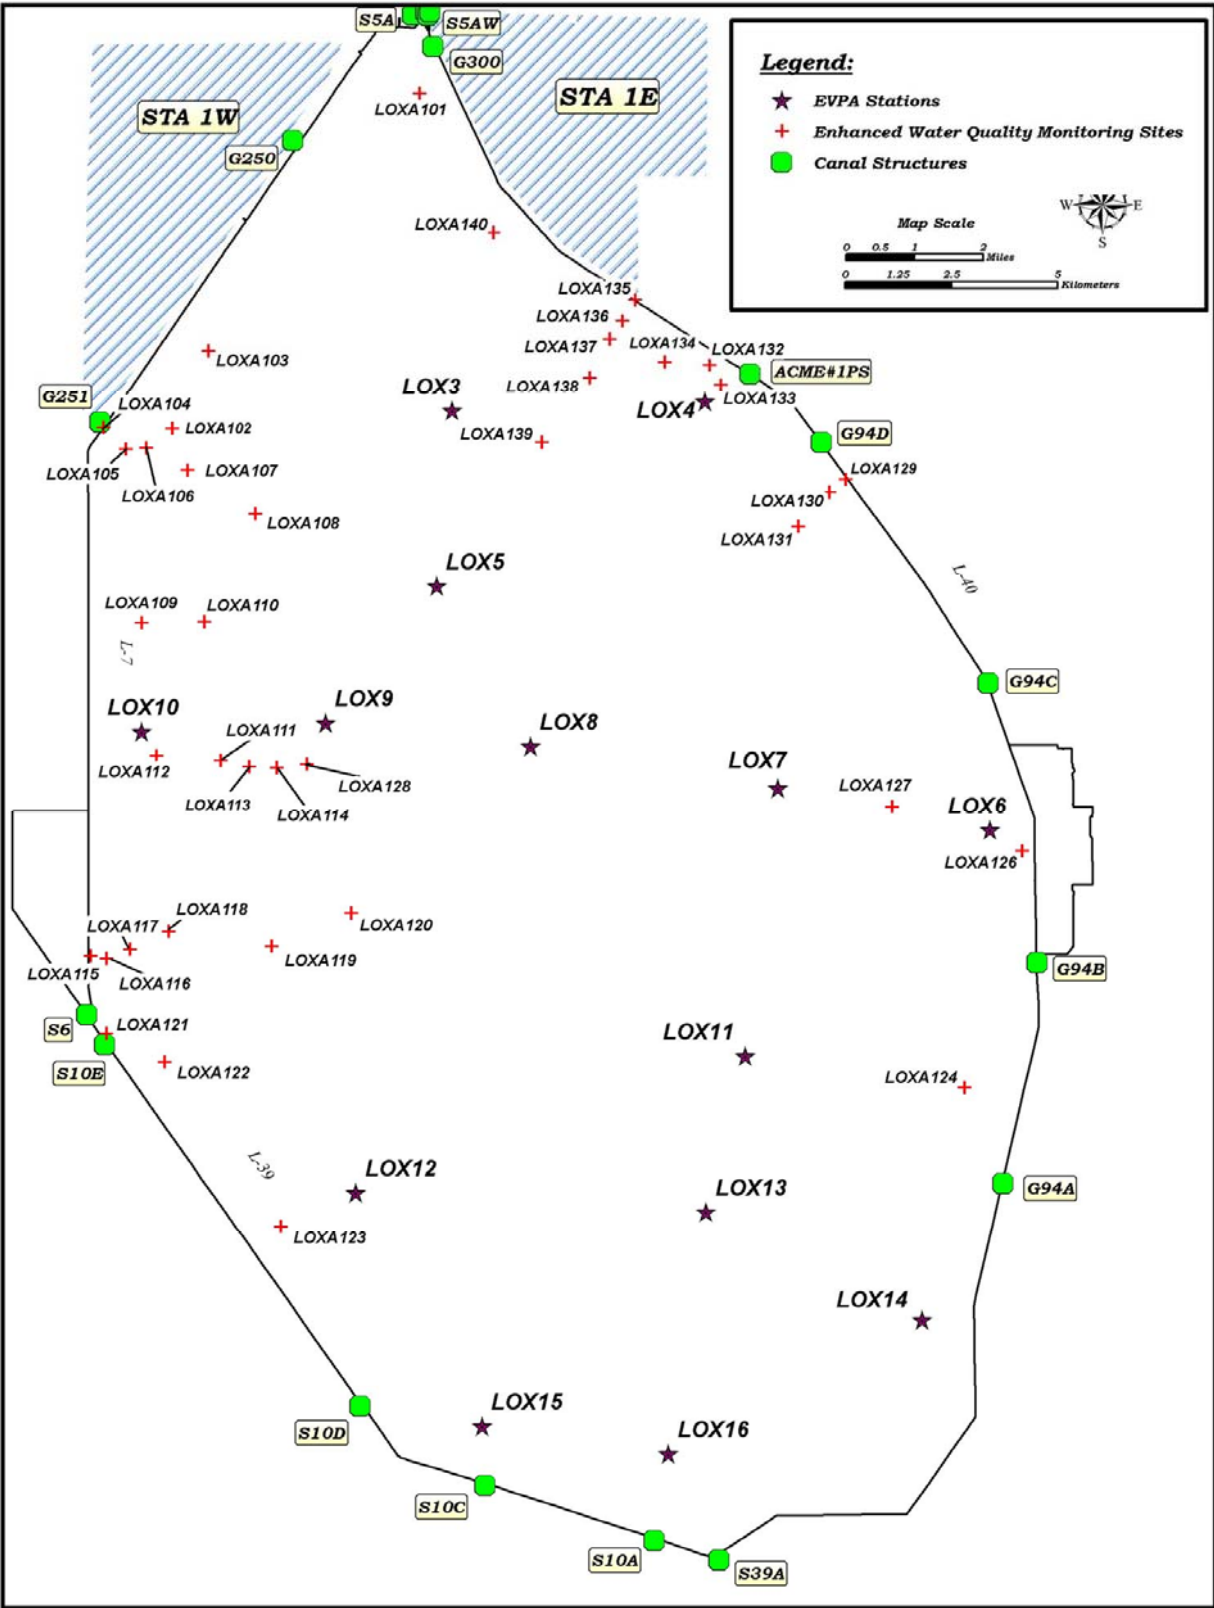 S5A
S5AW
G300
STA 1W
STA 1E
LOXA101
G250
Legend:
EVPA Stations
Enhanced Water Quality Monitoring Sites
Canal Structures
Map Scale
0 0.5 1 2
Miles
0 1.25 2.5 5
Kilometers
W E
S
LOXA140
LOXA135
LOXA136
LOXA137
LOXA134
LOXA132
LOXA103
ACME#1PS
LOXA138
LOXA133
LOX3
LOX4
G251
LOXA104
LOXA102
LOXA139
G94D
LOXA105
LOXA107
LOXA106
LOXA129
LOXA130
LOXA108
LOXA131
LOX5
L-40
LOXA109
LOXA110
L-7
G94C
LOX10
LOX9
LOXA111
LOX8
LOX7
LOXA112
LOXA128
LOXA127
LOXA113
LOXA114
LOX6
LOXA126
LOXA118
LOXA117
LOXA120
LOXA119
LOXA115
LOXA116
G94B
S6
LOXA121
LOX11
S10E
LOXA122
LOXA124
L-39
LOX12
LOX13
G94A
LOXA123
LOX14
LOX15
S10D
LOX16
S10C
S10A
S39A